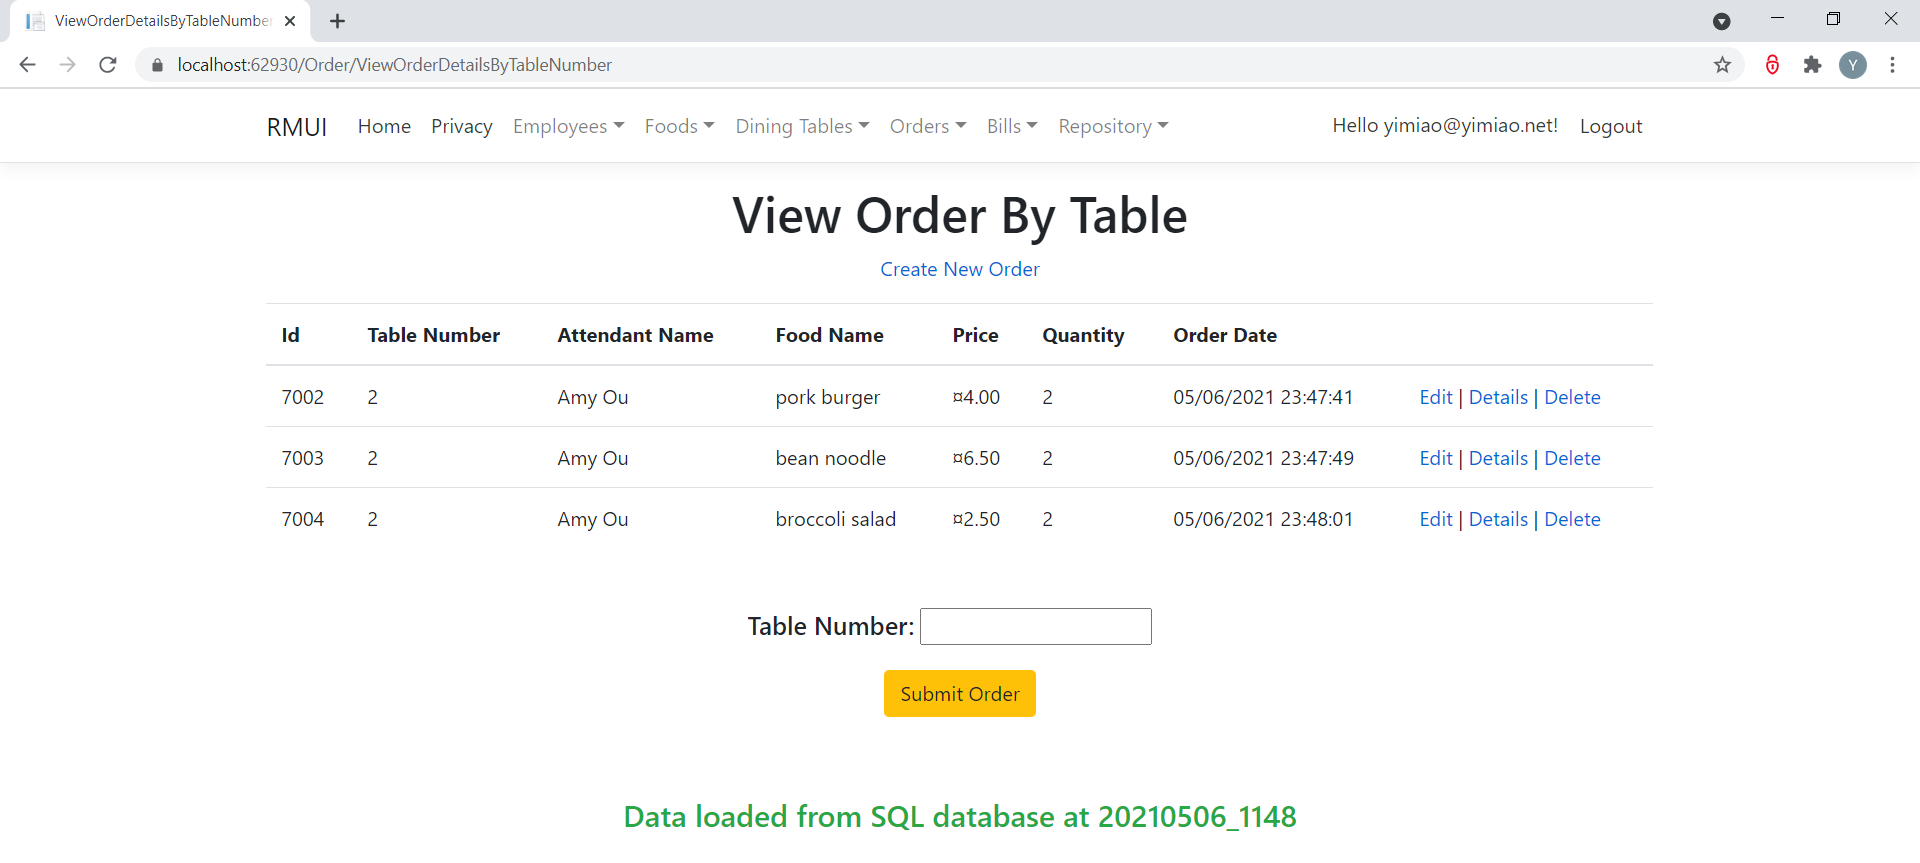 ViewOrderDetailsByTableNumber
localhost:62930/Order/ViewOrderDetailsByTableNumber
Y
RMUI Home Privacy Employees Foods Dining Tables Orders Bills Repository Hello yimiao@yimiao.net! Logout
View Order By Table
Create New Order
Id Table Number Attendant Name Food Name Price Quantity Order Date
7002 2 Amy Ou pork burger ¤4.00 2 05/06/2021 23:47:41 Edit | Details | Delete
7003 2 Amy Ou bean noodle ¤6.50 2 05/06/2021 23:47:49 Edit | Details | Delete
7004 2 Amy Ou broccoli salad ¤2.50 2 05/06/2021 23:48:01 Edit | Details | Delete
Table Number:
Submit Order
Data loaded from SQL database at 20210506_1148